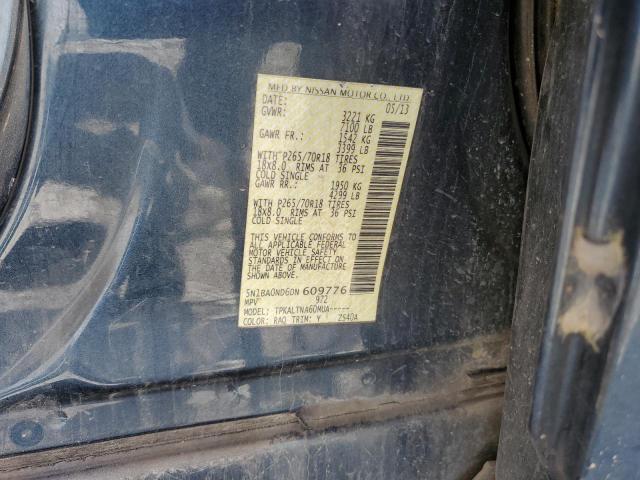 MFD BY NISSAN MOTOR CO., LTD.
DATE: 05/13
GVWR: 3221 KG
7100 LB
GAWR FR.: 1542 KG
3399 LB
WITH P265/70R18 TIRES
18X8.0 RIMS AT 36 PSI
COLD SINGLE
GAWR RR.: 1950 KG
4299 LB
WITH P265/70R18 TIRES
18X8.0 RIMS AT 36 PSI
COLD SINGLE
THIS VEHICLE CONFORMS TO
ALL APPLICABLE FEDERAL
MOTOR VEHICLE SAFETY
STANDARDS IN EFFECT ON
THE DATE OF MANUFACTURE
SHOWN ABOVE.
5N1BA0ND6DN 609776
MPV 972
MODEL: TPKALTNA60MUA-----
COLOR: RAQ TRIM: Y 2S40A